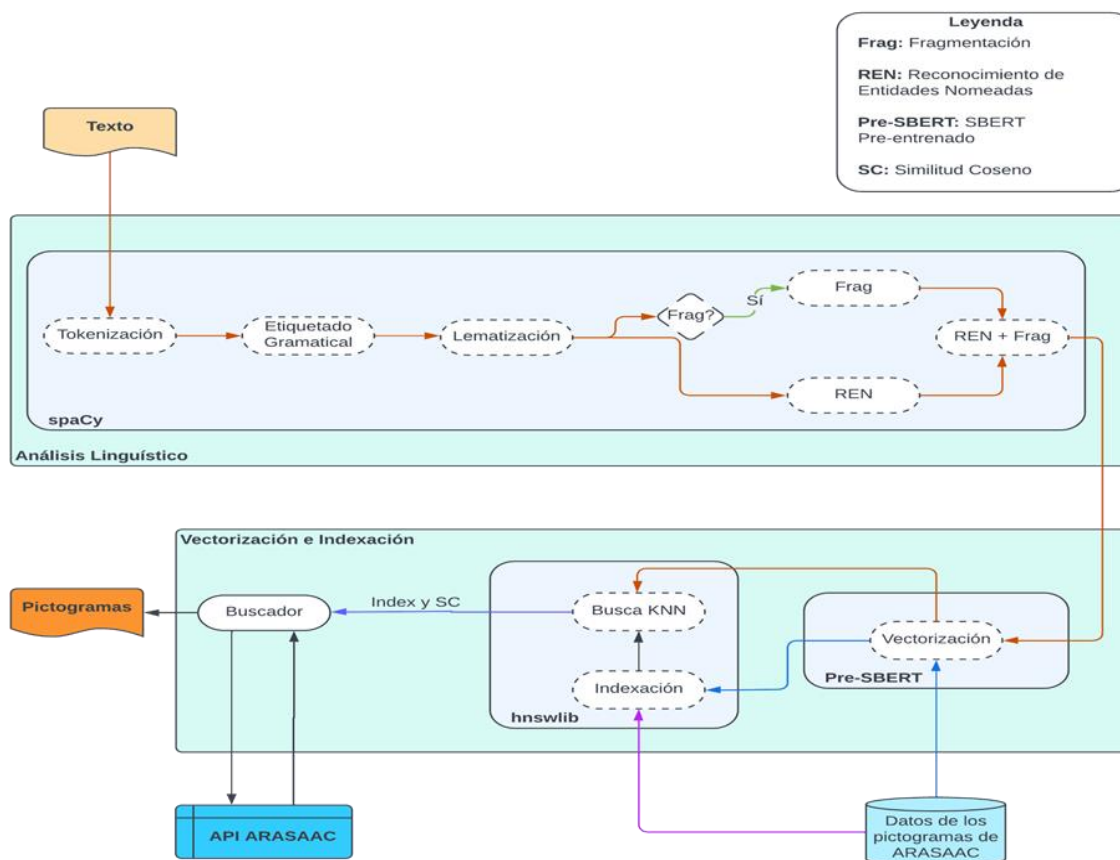 Leyenda
Frag: Fragmentación
REN: Reconocimiento de
Entidades Nomeadas
Pre-SBERT: SBERT
Pre-entrenado
SC: Similitud Coseno
Texto
Tokenización
Etiquetado
Gramatical
Lematización
Frag?
Sí
Frag
REN
REN + Frag
spaCy
Análisis Linguístico
Vectorización e Indexación
Pictogramas
Buscador
Index y SC
Busca KNN
Indexación
hnswlib
Vectorización
Pre-SBERT
API ARASAAC
Datos de los
pictogramas de
ARASAAC